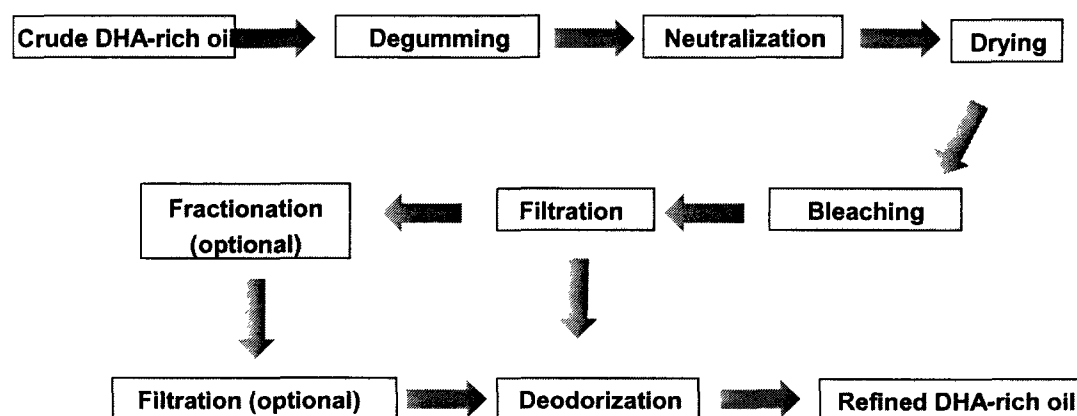 Crude DHA-rich oil
Degumming
Neutralization
Drying
Bleaching
Filtration
Fractionation
(optional)
Filtration (optional)
Deodorization
Refined DHA-rich oil